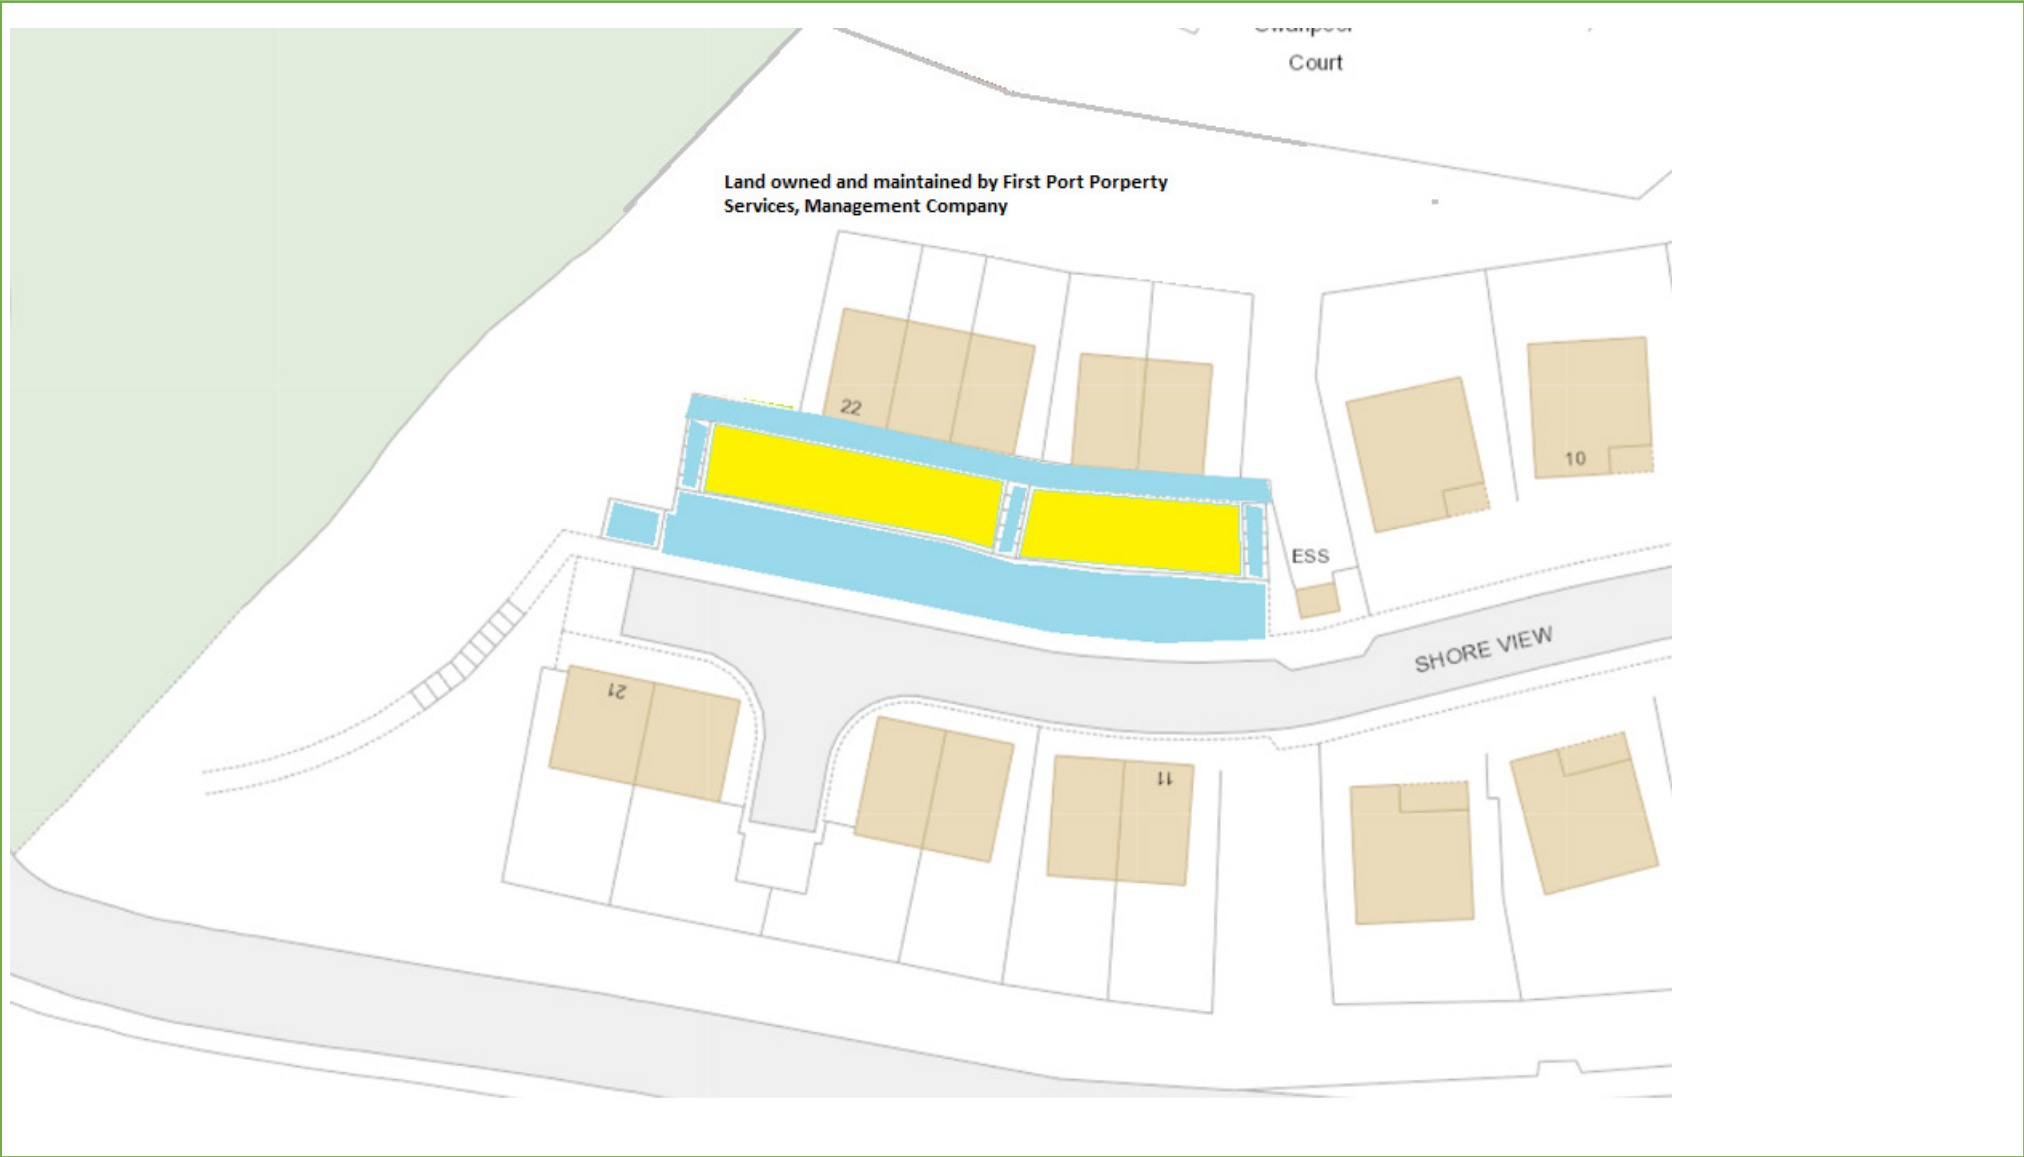 Court
Land owned and maintained by First Port Porperty
Services, Management Company
22
10
ESS
SHORE VIEW
21
11